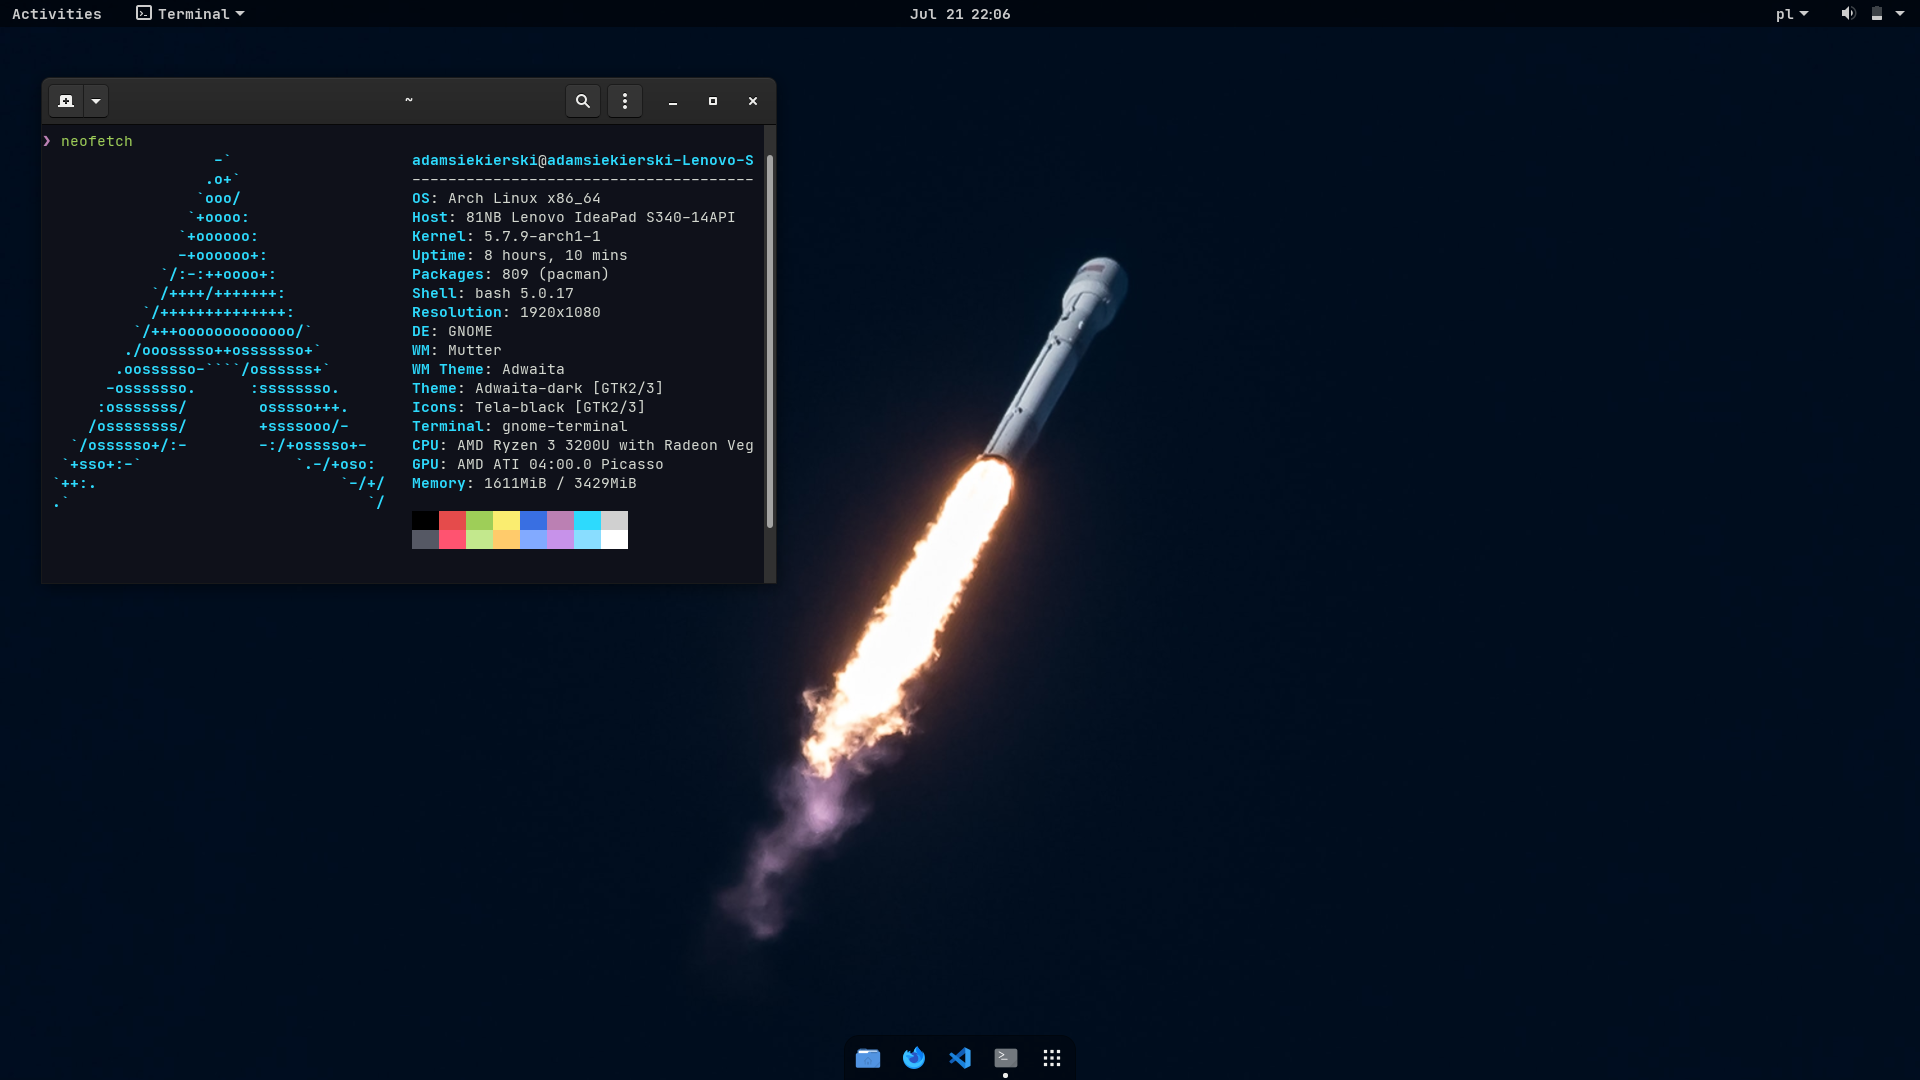 Activities Terminal Jul 21 22:06 pl
~
❯ neofetch
                   -`                    adamsiekierski@adamsiekierski-Lenovo-S
                  .o+`                   --------------------------------------
                 `ooo/                   OS: Arch Linux x86_64
                `+oooo:                  Host: 81NB Lenovo IdeaPad S340-14API
               `+oooooo:                 Kernel: 5.7.9-arch1-1
               -+oooooo+:                Uptime: 8 hours, 10 mins
             `/:-:++oooo+:               Packages: 809 (pacman)
            `/++++/+++++++:              Shell: bash 5.0.17
           `/++++++++++++++:             Resolution: 1920x1080
          `/+++ooooooooooooo/`           DE: GNOME
         ./ooosssso++osssssso+`          WM: Mutter
        .oossssso-````/ossssss+`         WM Theme: Adwaita
       -osssssso.      :ssssssso.        Theme: Adwaita-dark [GTK2/3]
      :osssssss/        osssso+++.       Icons: Tela-black [GTK2/3]
     /ossssssss/        +ssssooo/-       Terminal: gnome-terminal
   `/ossssso+/:-        -:/+osssso+-     CPU: AMD Ryzen 3 3200U with Radeon Veg
  `+sso+:-`                 `.-/+oso:    GPU: AMD ATI 04:00.0 Picasso
 `++:.                           `-/+/   Memory: 1611MiB / 3429MiB
 .`                                 `/